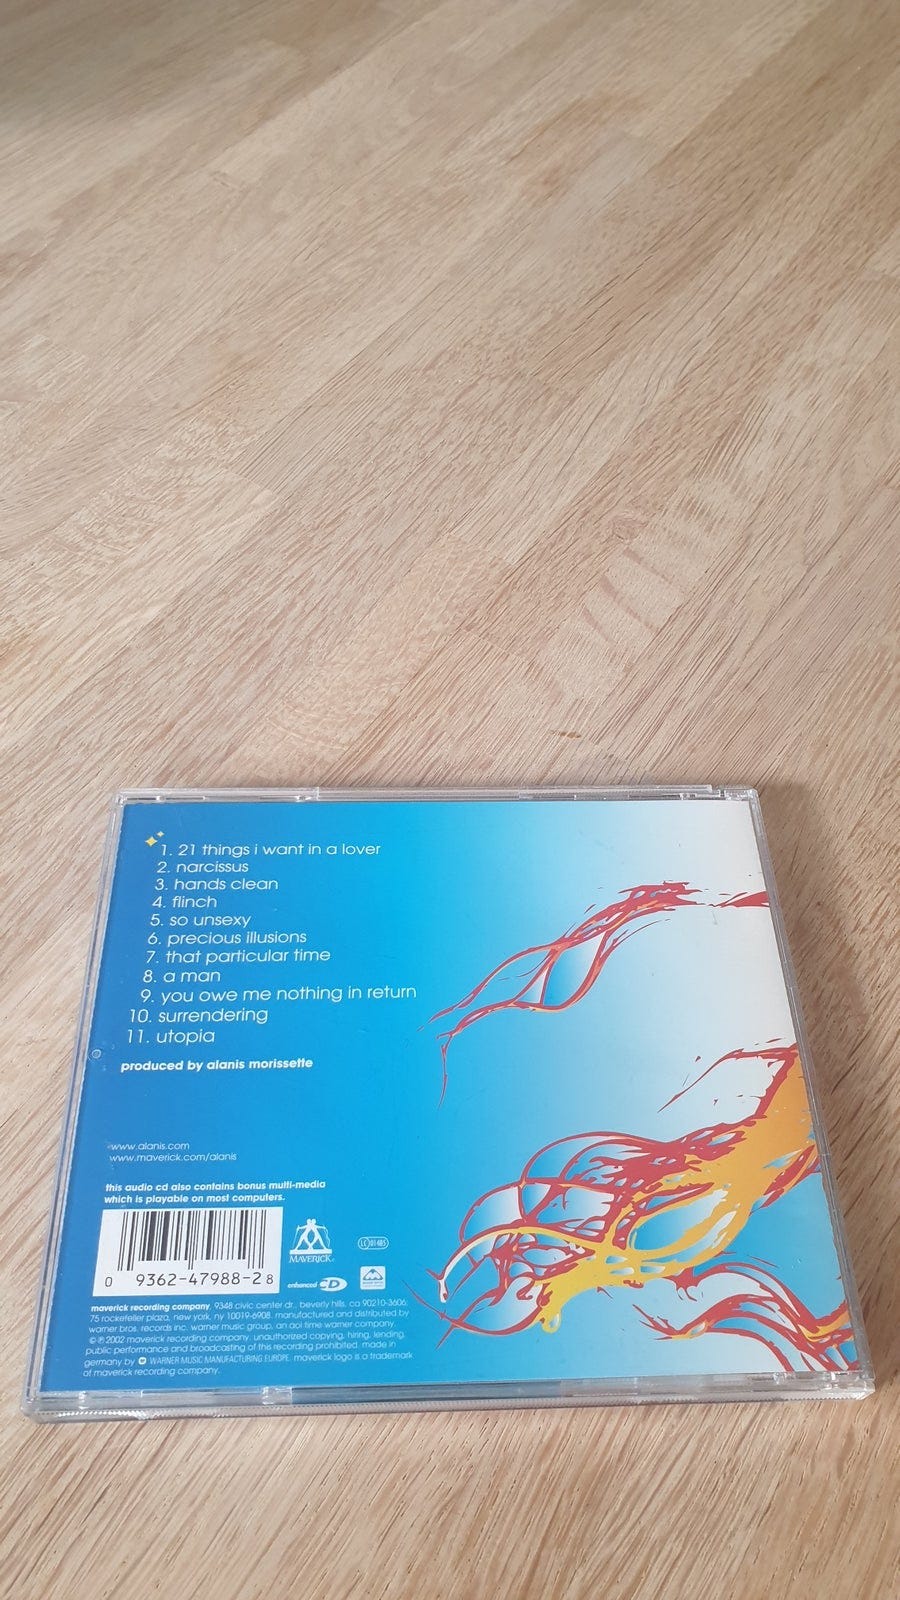 1. 21 things i want in a lover
2. narcissus
3. hands clean
4. flinch
5. so unsexy
6. precious illusions
7. that particular time
8. a man
9. you owe me nothing in return
10. surrendering
11. utopia
produced by alanis morissette
www.alanis.com
www.maverick.com/alanis
this audio cd also contains bonus multi-media
which is playable on most computers.
0 9362-47988-2 8
MAVERICK
LC 01485
enhanced CD
maverick recording company, 9348 civic center dr., beverly hills, ca 90210-3606.
75 rockefeller plaza, new york, ny 10019-6908. manufactured and distributed by
warner bros. records inc. warner music group, an aol time warner company.
© ℗ 2002 maverick recording company. unauthorized copying, hiring, lending,
public performance and broadcasting of this recording prohibited. made in
germany by WARNER MUSIC MANUFACTURING EUROPE. maverick logo is a trademark
of maverick recording company.